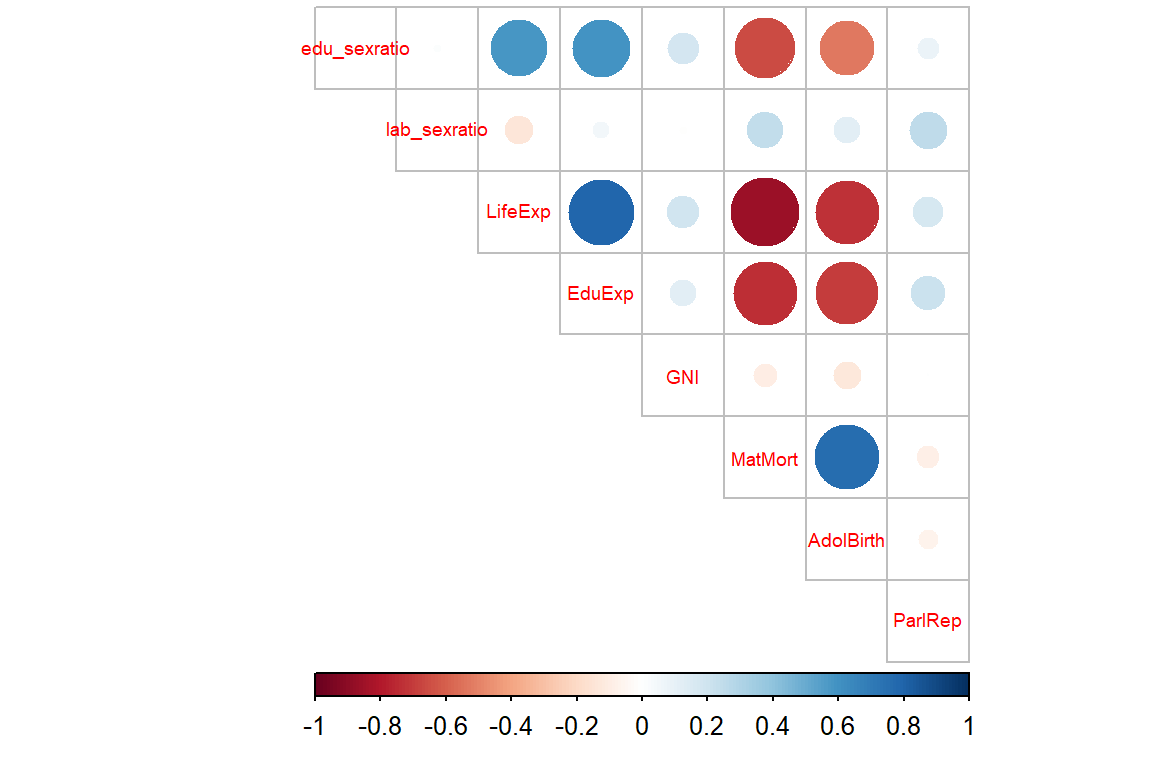 edu_sexratio
lab_sexratio
LifeExp
EduExp
GNI
MatMort
AdolBirth
ParlRep
-1 -0.8 -0.6 -0.4 -0.2 0 0.2 0.4 0.6 0.8 1